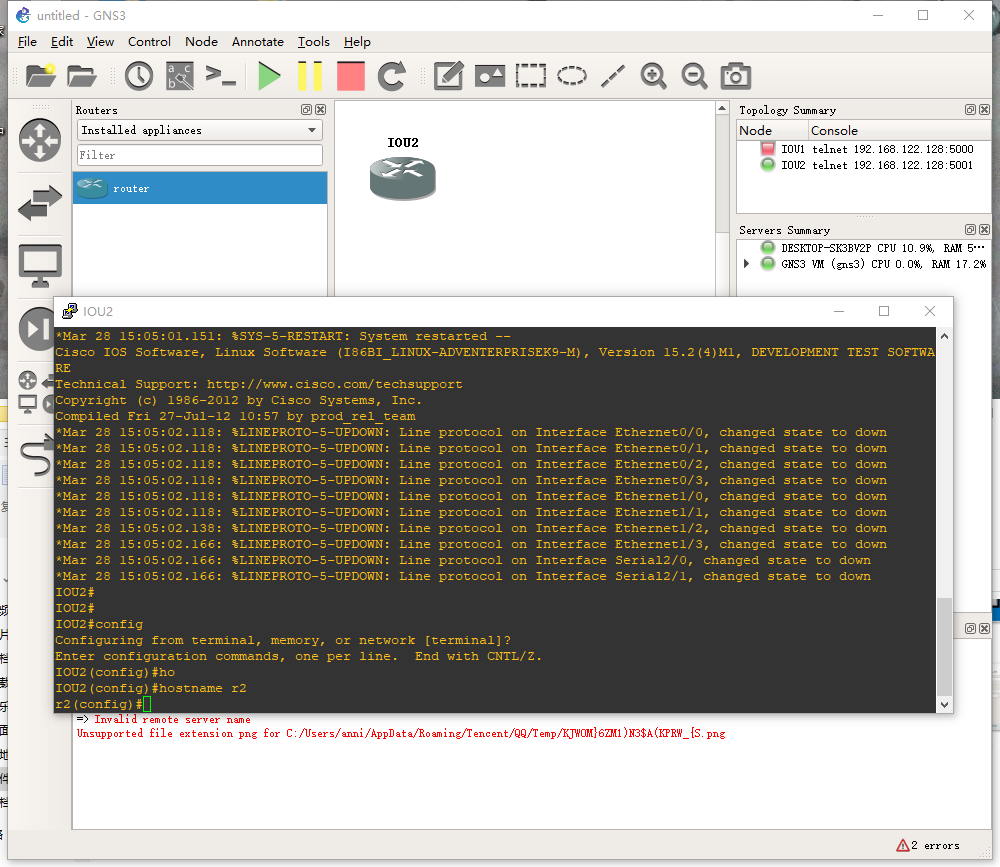 untitled - GNS3
File Edit View Control Node Annotate Tools Help
Routers
Installed appliances
Filter
router
IOU2
Topology Summary
Node Console
IOU1 telnet 192.168.122.128:5000
IOU2 telnet 192.168.122.128:5001
Servers Summary
DESKTOP-SK3BV2P CPU 10.9%, RAM 5...
GNS3 VM (gns3) CPU 0.0%, RAM 17.2%
IOU2
*Mar 28 15:05:01.151: %SYS-5-RESTART: System restarted --
Cisco IOS Software, Linux Software (I86BI_LINUX-ADVENTERPRISEK9-M), Version 15.2(4)M1, DEVELOPMENT TEST SOFTWA
RE
Technical Support: http://www.cisco.com/techsupport
Copyright (c) 1986-2012 by Cisco Systems, Inc.
Compiled Fri 27-Jul-12 10:57 by prod_rel_team
*Mar 28 15:05:02.118: %LINEPROTO-5-UPDOWN: Line protocol on Interface Ethernet0/0, changed state to down
*Mar 28 15:05:02.118: %LINEPROTO-5-UPDOWN: Line protocol on Interface Ethernet0/1, changed state to down
*Mar 28 15:05:02.118: %LINEPROTO-5-UPDOWN: Line protocol on Interface Ethernet0/2, changed state to down
*Mar 28 15:05:02.118: %LINEPROTO-5-UPDOWN: Line protocol on Interface Ethernet0/3, changed state to down
*Mar 28 15:05:02.118: %LINEPROTO-5-UPDOWN: Line protocol on Interface Ethernet1/0, changed state to down
*Mar 28 15:05:02.118: %LINEPROTO-5-UPDOWN: Line protocol on Interface Ethernet1/1, changed state to down
*Mar 28 15:05:02.138: %LINEPROTO-5-UPDOWN: Line protocol on Interface Ethernet1/2, changed state to down
*Mar 28 15:05:02.166: %LINEPROTO-5-UPDOWN: Line protocol on Interface Ethernet1/3, changed state to down
*Mar 28 15:05:02.166: %LINEPROTO-5-UPDOWN: Line protocol on Interface Serial2/0, changed state to down
*Mar 28 15:05:02.166: %LINEPROTO-5-UPDOWN: Line protocol on Interface Serial2/1, changed state to down
IOU2#
IOU2#
IOU2#config
Configuring from terminal, memory, or network [terminal]?
Enter configuration commands, one per line.  End with CNTL/Z.
IOU2(config)#ho
IOU2(config)#hostname r2
r2(config)#
=> Invalid remote server name
Unsupported file extension png for C:/Users/anni/AppData/Roaming/Tencent/QQ/Temp/KJWOM}6ZM1)N3$A(KPRW_{S.png
2 errors